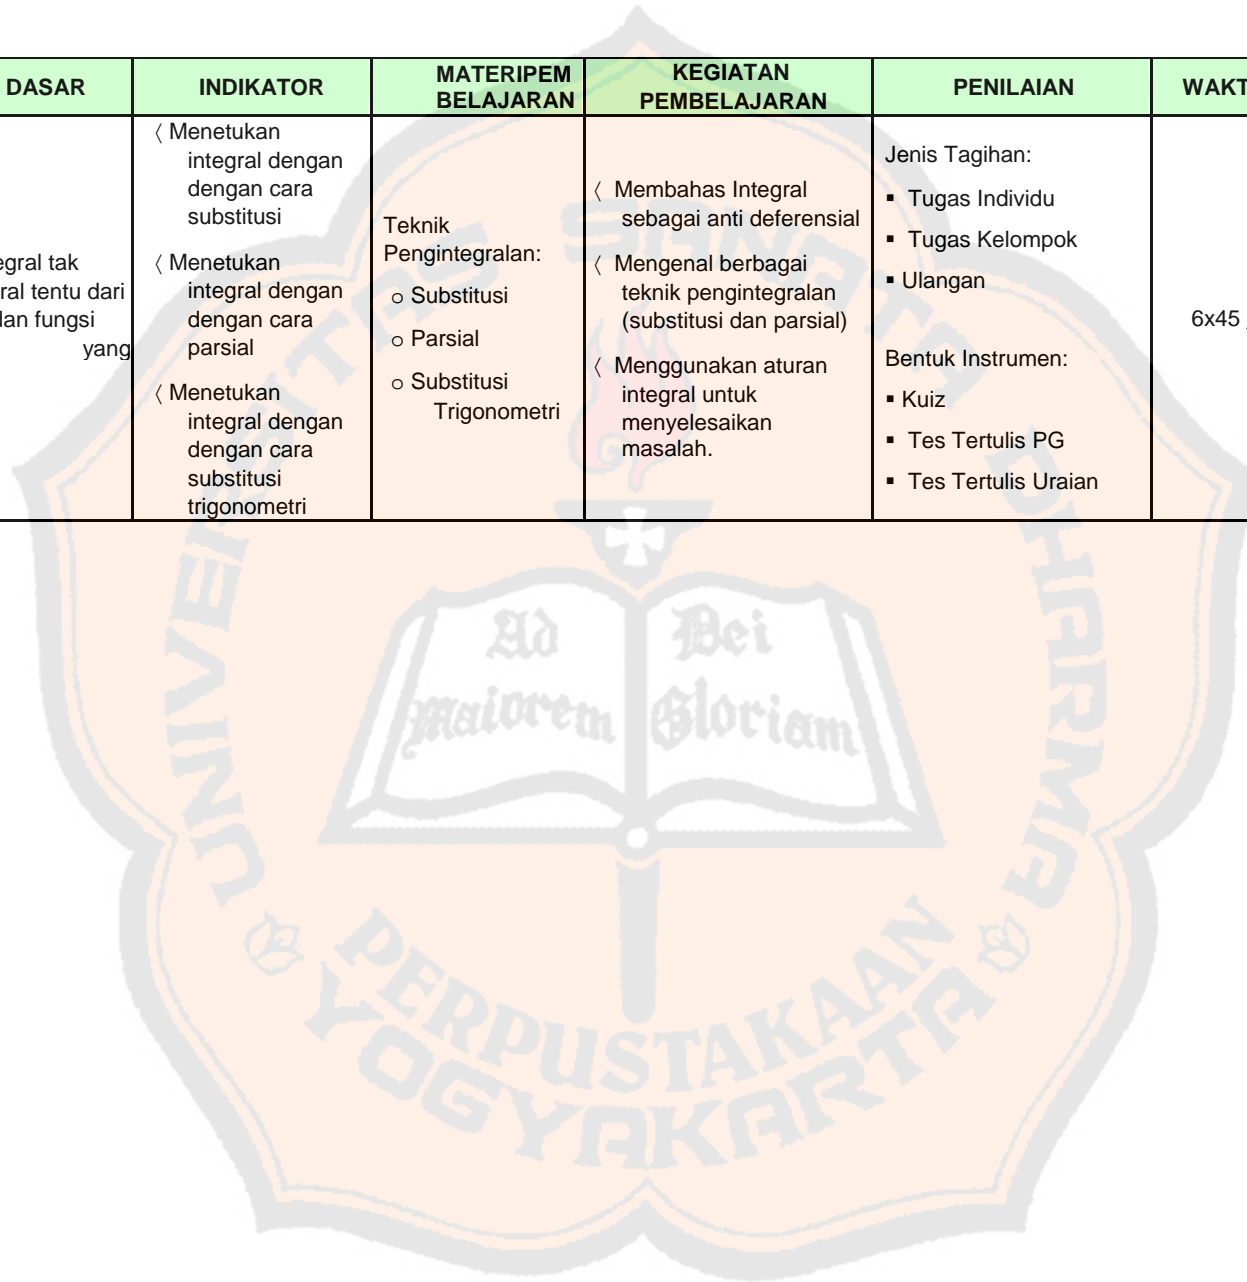 DASAR
INDIKATOR
MATERIPEM
BELAJARAN
KEGIATAN
PEMBELAJARAN
PENILAIAN
WAKT
egral tak
ral tentu dari
dan fungsi
yang
〈 Menetukan
integral dengan
dengan cara
substitusi
〈 Menetukan
integral dengan
dengan cara
parsial
〈 Menetukan
integral dengan
dengan cara
substitusi
trigonometri
Teknik
Pengintegralan:
o Substitusi
o Parsial
o Substitusi
Trigonometri
〈 Membahas Integral
sebagai anti deferensial
〈 Mengenal berbagai
teknik pengintegralan
(substitusi dan parsial)
〈 Menggunakan aturan
integral untuk
menyelesaikan
masalah.
Jenis Tagihan:
▪ Tugas Individu
▪ Tugas Kelompok
▪ Ulangan
Bentuk Instrumen:
▪ Kuiz
▪ Tes Tertulis PG
▪ Tes Tertulis Uraian
6x45
UNIVERSITAS SANATA DHARMA
Ad Dei
Maiorem Gloriam
PERPUSTAKAAN
YOGYAKARTA